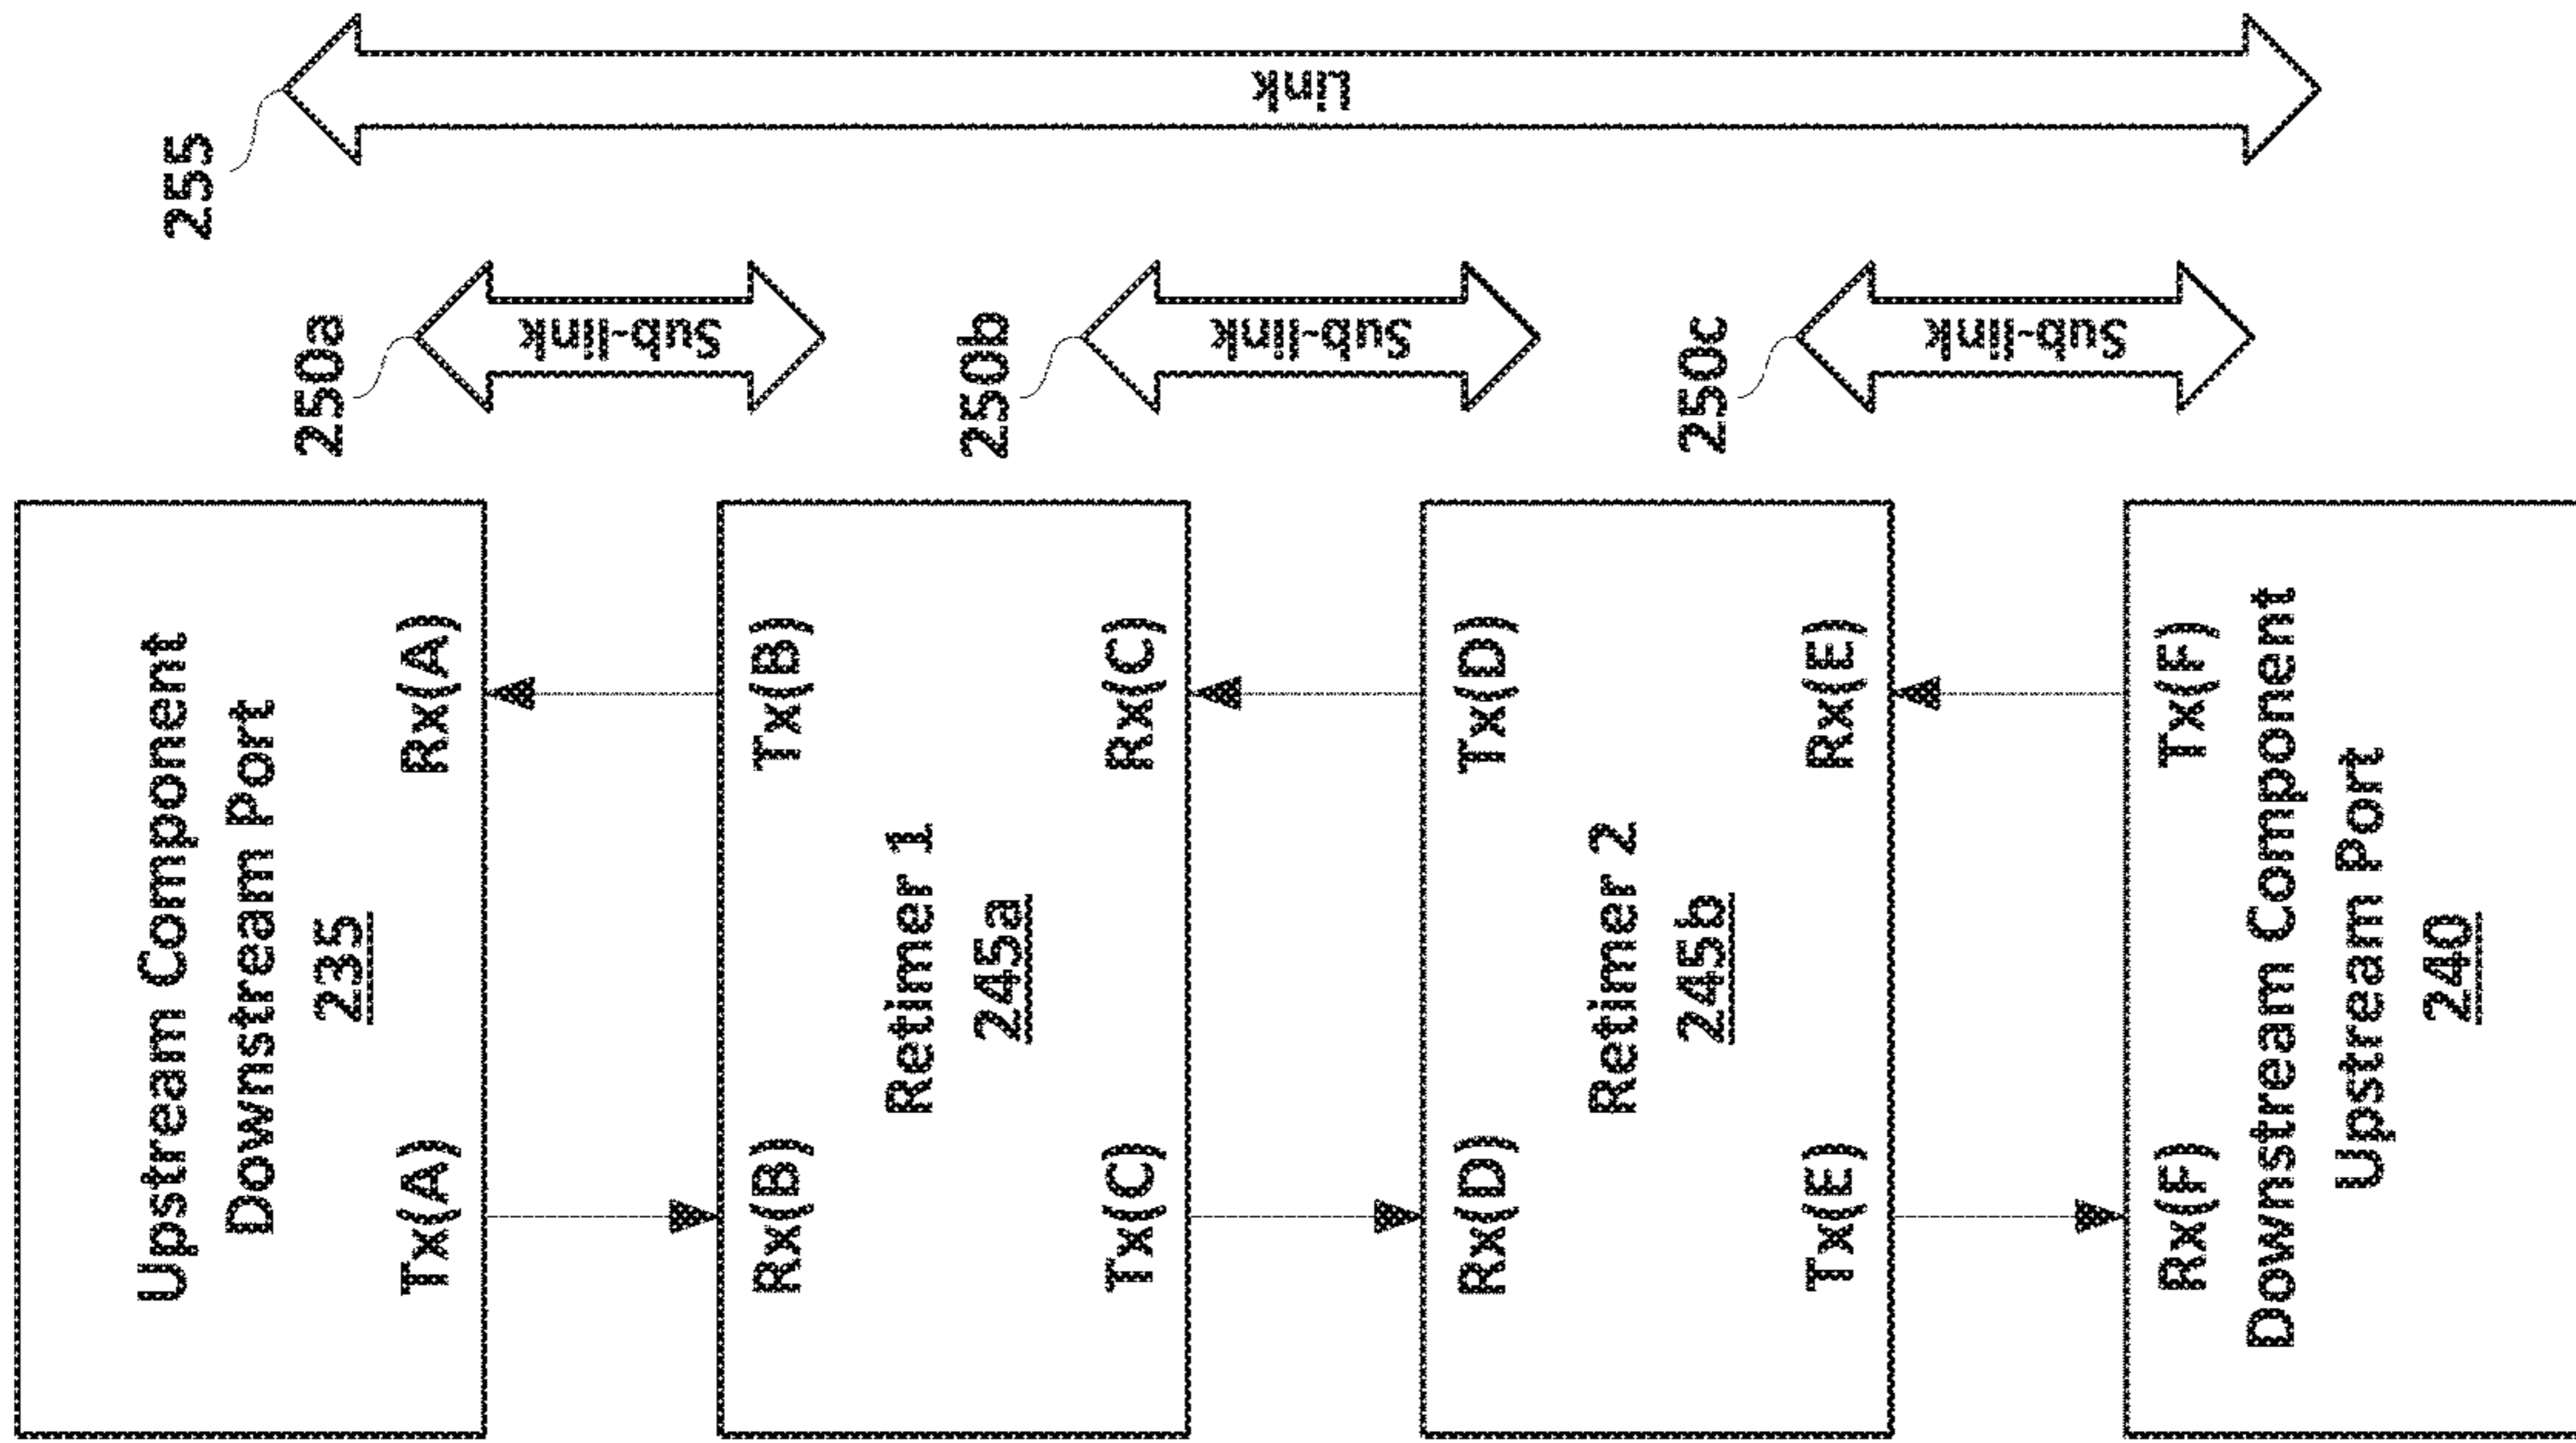 Upstream Component
Downstream Port
235
Tx(A)
Rx(A)
Rx(B)
Tx(B)
Retimer 1
245a
Tx(C)
Rx(C)
Rx(D)
Tx(D)
Retimer 2
245b
Tx(E)
Rx(E)
Rx(F)
Tx(F)
Downstream Component
Upstream Port
240
250a
Sub-link
250b
Sub-link
250c
Sub-link
255
Link